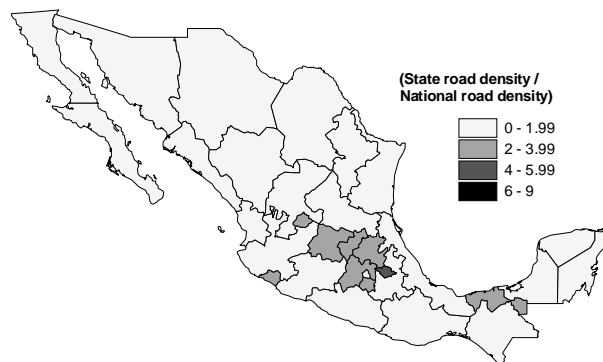 (State road density /
National road density)
0 - 1.99
2 - 3.99
4 - 5.99
6 - 9